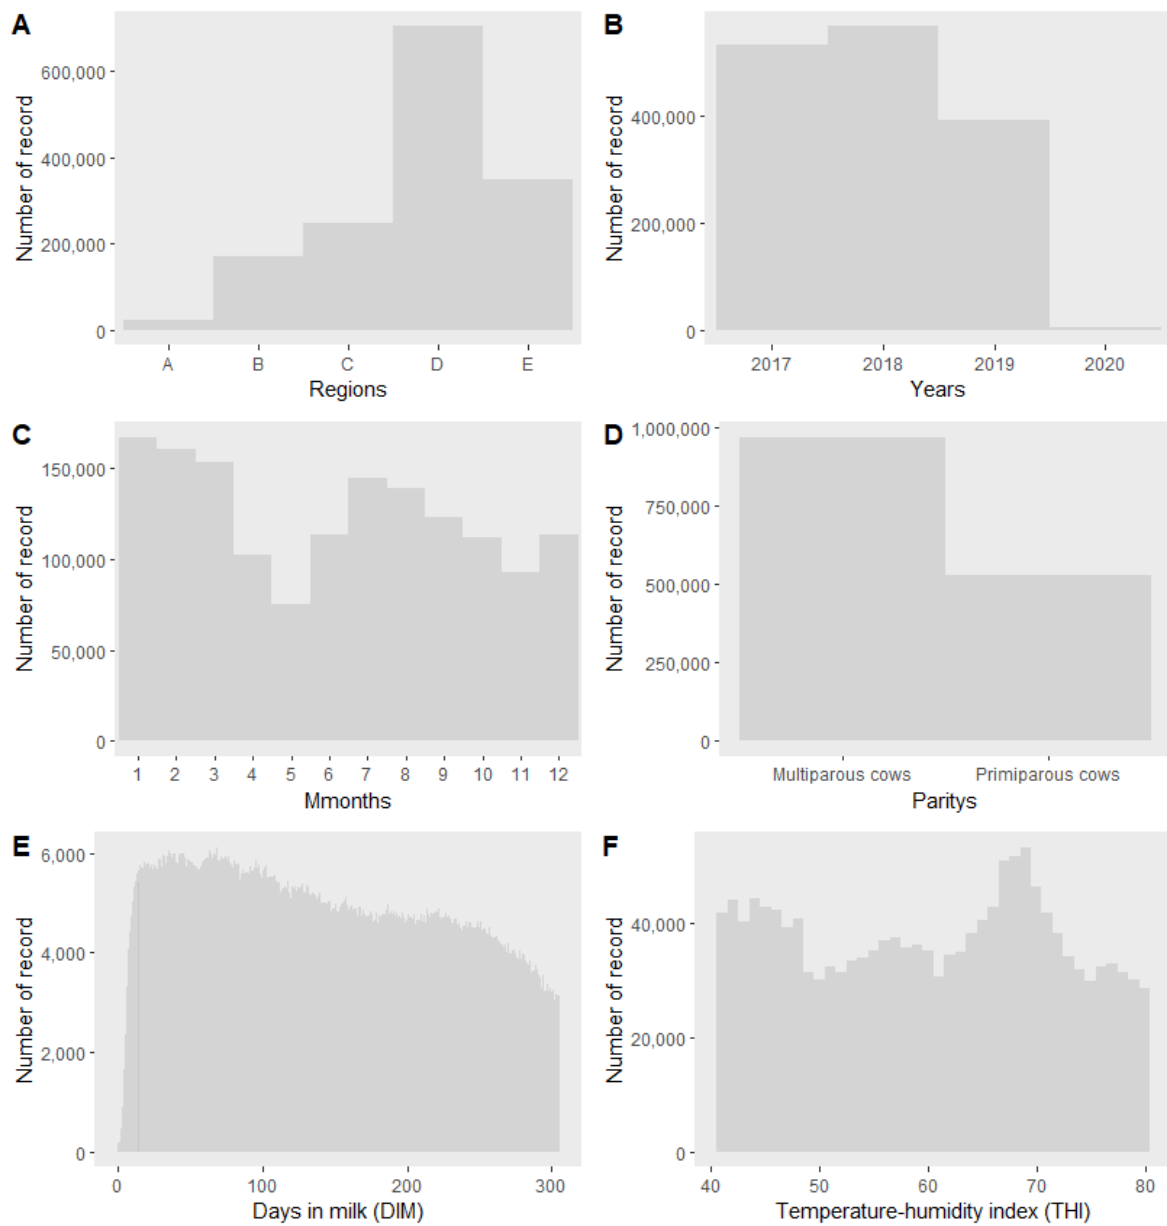 A
Number of record
600,000
400,000
200,000
0
A B C D E
Regions
B
Number of record
400,000
200,000
0
2017 2018 2019 2020
Years
C
Number of record
150,000
100,000
50,000
0
1 2 3 4 5 6 7 8 9 10 11 12
Mmonths
D
Number of record
1,000,000
750,000
500,000
250,000
0
Multiparous cows Primiparous cows
Paritys
E
Number of record
6,000
4,000
2,000
0
0 100 200 300
Days in milk (DIM)
F
Number of record
40,000
20,000
0
40 50 60 70 80
Temperature-humidity index (THI)